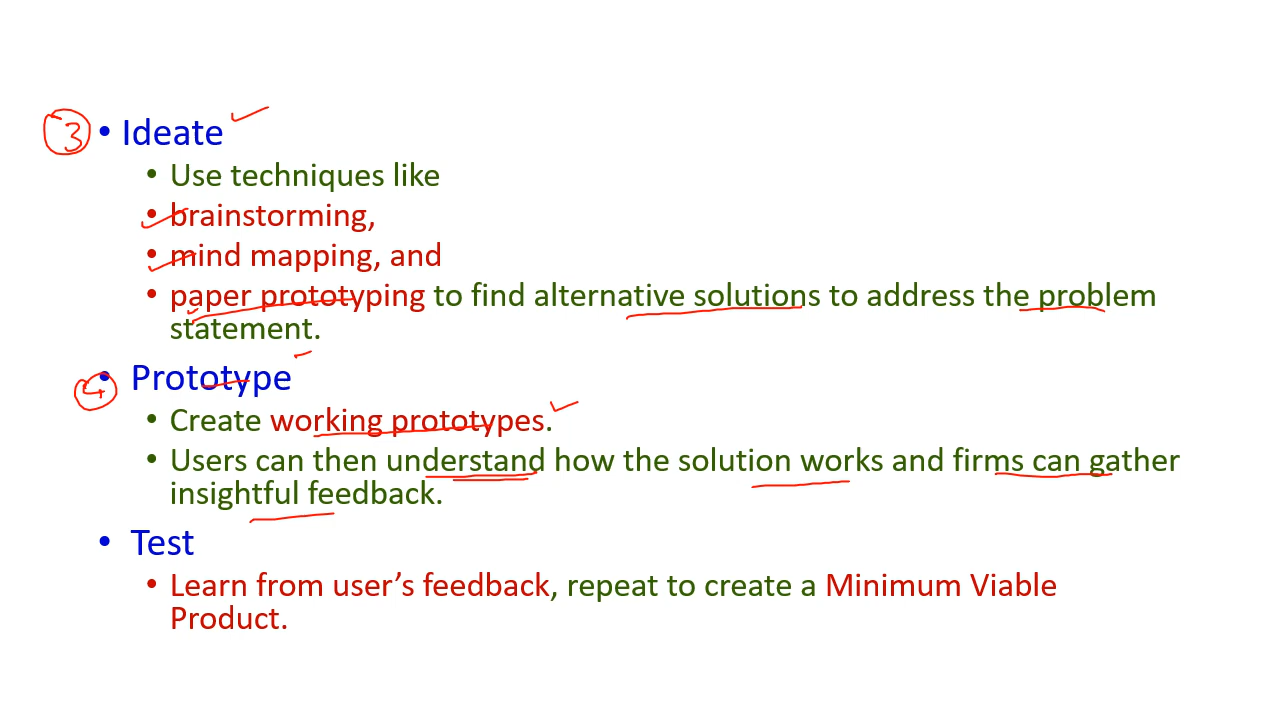 3 • Ideate
• Use techniques like
• brainstorming,
• mind mapping, and
• paper prototyping to find alternative solutions to address the problem
statement.
4 • Prototype
• Create working prototypes.
• Users can then understand how the solution works and firms can gather
insightful feedback.
• Test
• Learn from user’s feedback, repeat to create a Minimum Viable
Product.